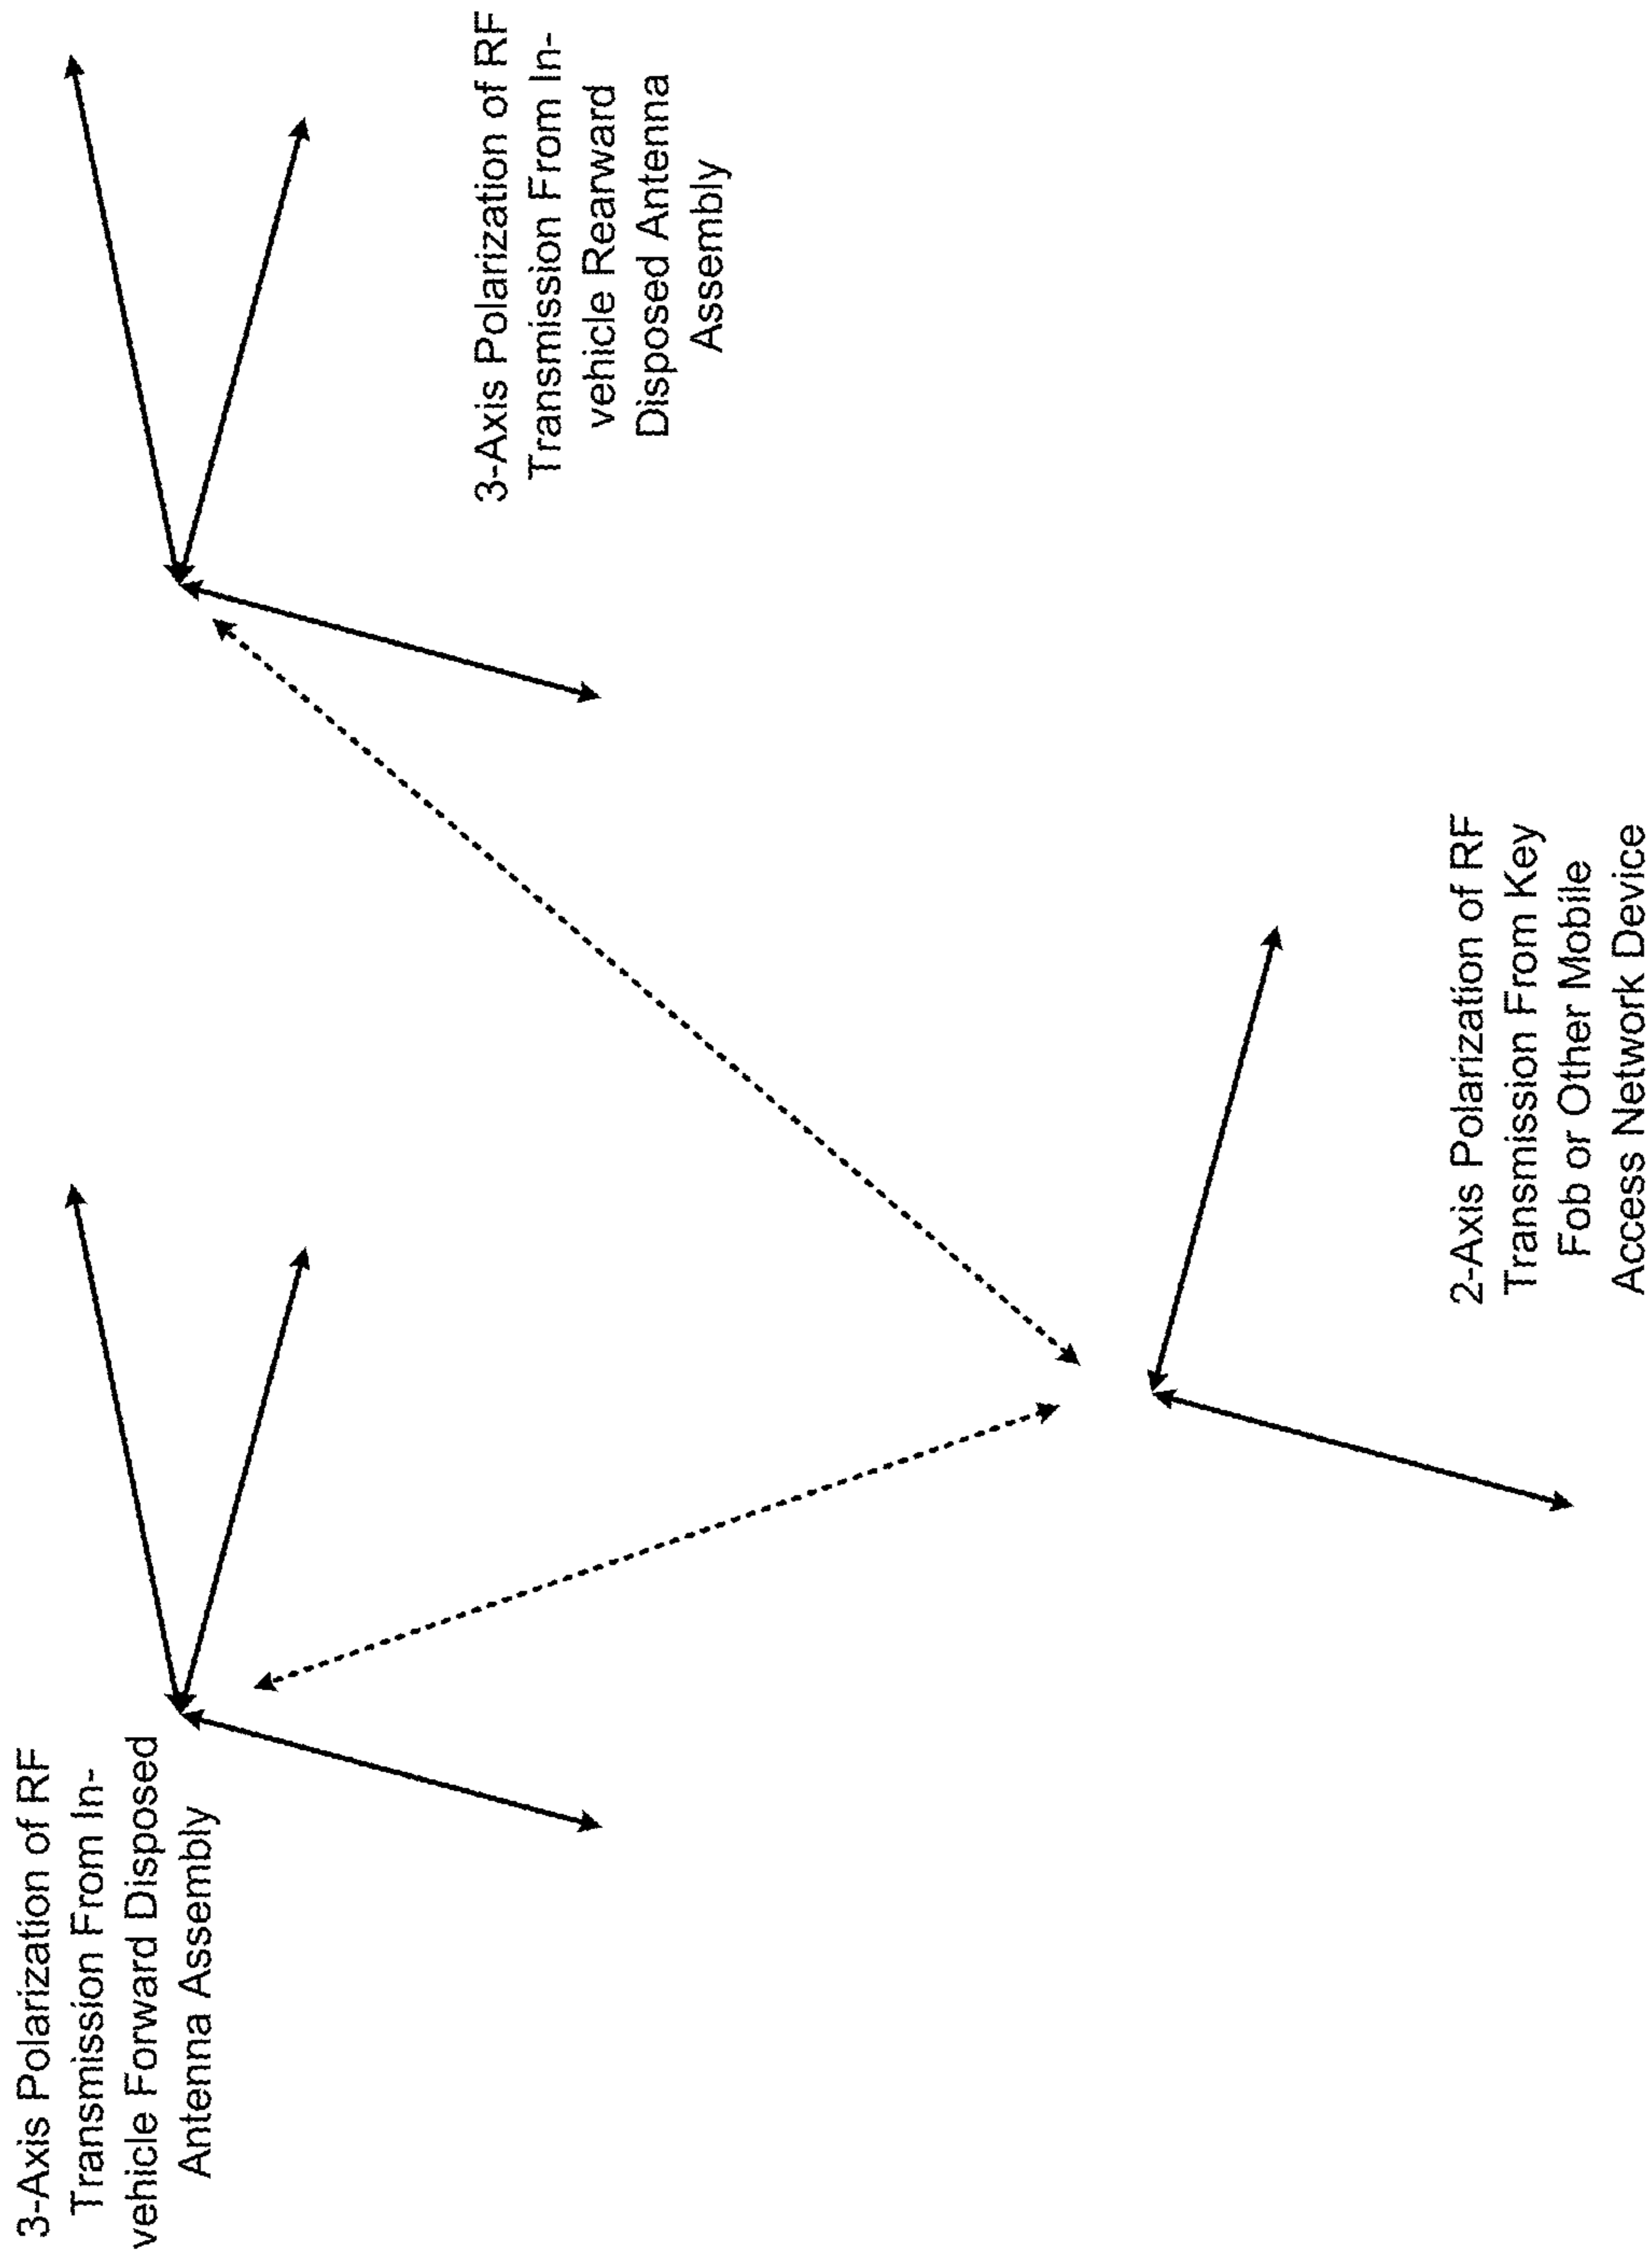 3-Axis Polarization of RF
Transmission From In-
vehicle Forward Disposed
Antenna Assembly
3-Axis Polarization of RF
Transmission From In-
vehicle Rearward
Disposed Antenna
Assembly
2-Axis Polarization of RF
Transmission From Key
Fob or Other Mobile
Access Network Device